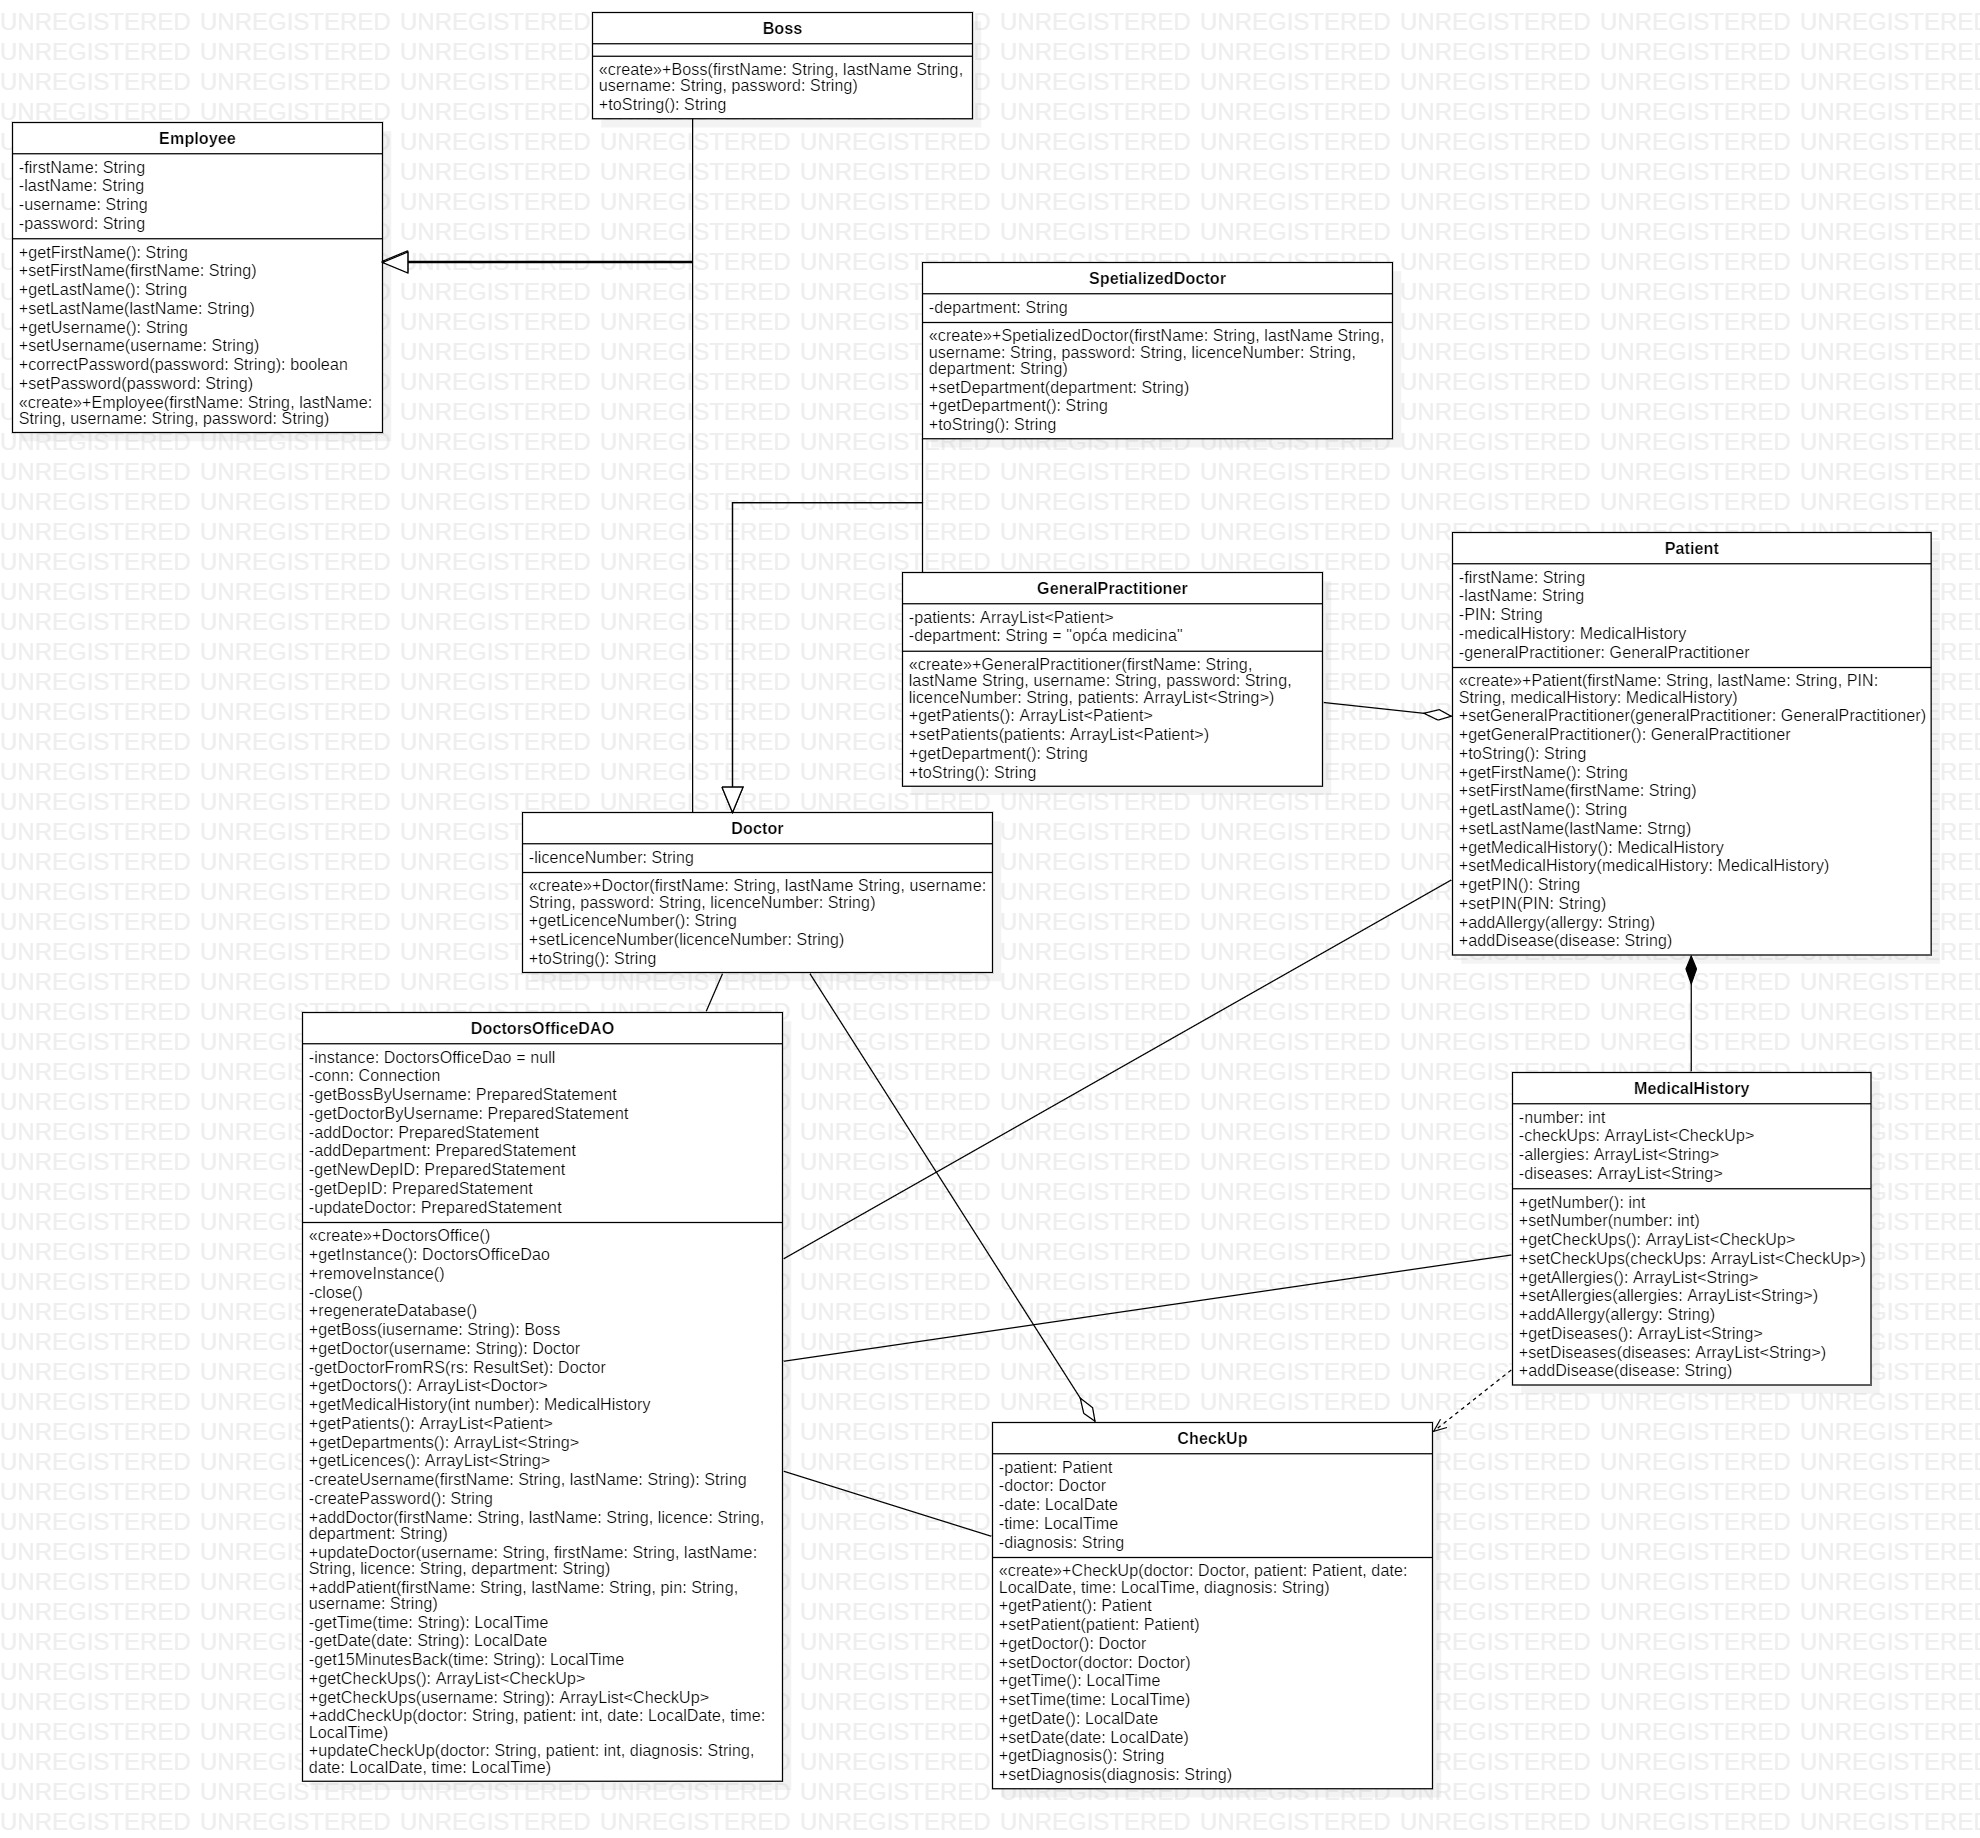 Boss
«create»+Boss(firstName: String, lastName String,
username: String, password: String)
+toString(): String
Employee
-firstName: String
-lastName: String
-username: String
-password: String
+getFirstName(): String
+setFirstName(firstName: String)
+getLastName(): String
+setLastName(lastName: String)
+getUsername(): String
+setUsername(username: String)
+correctPassword(password: String): boolean
+setPassword(password: String)
«create»+Employee(firstName: String, lastName:
String, username: String, password: String)
SpetializedDoctor
-department: String
«create»+SpetializedDoctor(firstName: String, lastName String,
username: String, password: String, licenceNumber: String,
department: String)
+setDepartment(department: String)
+getDepartment(): String
+toString(): String
GeneralPractitioner
-patients: ArrayList<Patient>
-department: String = "opća medicina"
«create»+GeneralPractitioner(firstName: String,
lastName String, username: String, password: String,
licenceNumber: String, patients: ArrayList<String>)
+getPatients(): ArrayList<Patient>
+setPatients(patients: ArrayList<Patient>)
+getDepartment(): String
+toString(): String
Patient
-firstName: String
-lastName: String
-PIN: String
-medicalHistory: MedicalHistory
-generalPractitioner: GeneralPractitioner
«create»+Patient(firstName: String, lastName: String, PIN:
String, medicalHistory: MedicalHistory)
+setGeneralPractitioner(generalPractitioner: GeneralPractitioner)
+getGeneralPractitioner(): GeneralPractitioner
+toString(): String
+getFirstName(): String
+setFirstName(firstName: String)
+getLastName(): String
+setLastName(lastName: Strng)
+getMedicalHistory(): MedicalHistory
+setMedicalHistory(medicalHistory: MedicalHistory)
+getPIN(): String
+setPIN(PIN: String)
+addAllergy(allergy: String)
+addDisease(disease: String)
Doctor
-licenceNumber: String
«create»+Doctor(firstName: String, lastName String, username:
String, password: String, licenceNumber: String)
+getLicenceNumber(): String
+setLicenceNumber(licenceNumber: String)
+toString(): String
DoctorsOfficeDAO
-instance: DoctorsOfficeDao = null
-conn: Connection
-getBossByUsername: PreparedStatement
-getDoctorByUsername: PreparedStatement
-addDoctor: PreparedStatement
-addDepartment: PreparedStatement
-getNewDepID: PreparedStatement
-getDepID: PreparedStatement
-updateDoctor: PreparedStatement
«create»+DoctorsOffice()
+getInstance(): DoctorsOfficeDao
+removeInstance()
-close()
+regenerateDatabase()
+getBoss(iusername: String): Boss
+getDoctor(username: String): Doctor
-getDoctorFromRS(rs: ResultSet): Doctor
+getDoctors(): ArrayList<Doctor>
+getMedicalHistory(int number): MedicalHistory
+getPatients(): ArrayList<Patient>
+getDepartments(): ArrayList<String>
+getLicences(): ArrayList<String>
-createUsername(firstName: String, lastName: String): String
-createPassword(): String
+addDoctor(firstName: String, lastName: String, licence: String,
department: String)
+updateDoctor(username: String, firstName: String, lastName:
String, licence: String, department: String)
+addPatient(firstName: String, lastName: String, pin: String,
username: String)
-getTime(time: String): LocalTime
-getDate(date: String): LocalDate
-get15MinutesBack(time: String): LocalTime
+getCheckUps(): ArrayList<CheckUp>
+getCheckUps(username: String): ArrayList<CheckUp>
+addCheckUp(doctor: String, patient: int, date: LocalDate, time:
LocalTime)
+updateCheckUp(doctor: String, patient: int, diagnosis: String,
date: LocalDate, time: LocalTime)
MedicalHistory
-number: int
-checkUps: ArrayList<CheckUp>
-allergies: ArrayList<String>
-diseases: ArrayList<String>
+getNumber(): int
+setNumber(number: int)
+getCheckUps(): ArrayList<CheckUp>
+setCheckUps(checkUps: ArrayList<CheckUp>)
+getAllergies(): ArrayList<String>
+setAllergies(allergies: ArrayList<String>)
+addAllergy(allergy: String)
+getDiseases(): ArrayList<String>
+setDiseases(diseases: ArrayList<String>)
+addDisease(disease: String)
CheckUp
-patient: Patient
-doctor: Doctor
-date: LocalDate
-time: LocalTime
-diagnosis: String
«create»+CheckUp(doctor: Doctor, patient: Patient, date:
LocalDate, time: LocalTime, diagnosis: String)
+getPatient(): Patient
+setPatient(patient: Patient)
+getDoctor(): Doctor
+setDoctor(doctor: Doctor)
+getTime(): LocalTime
+setTime(time: LocalTime)
+getDate(): LocalDate
+setDate(date: LocalDate)
+getDiagnosis(): String
+setDiagnosis(diagnosis: String)
UNREGISTERED